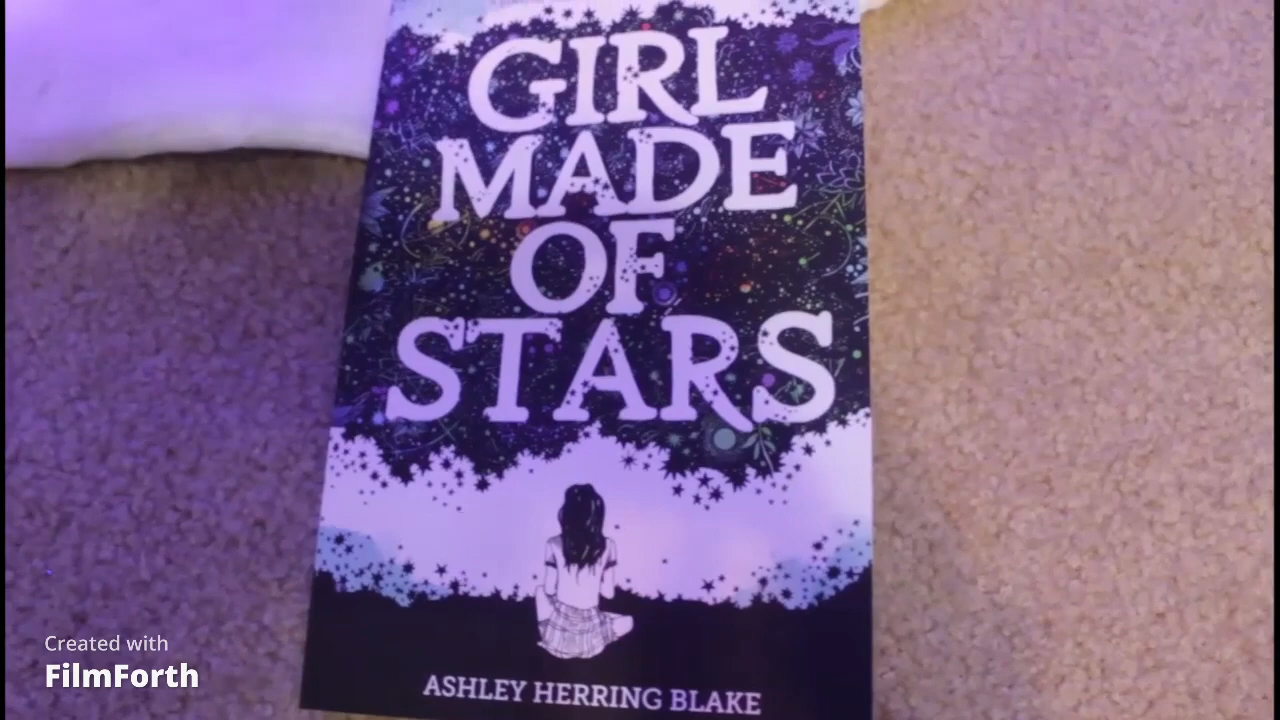 GIRL
MADE
OF
STARS
ASHLEY HERRING BLAKE
Created with
FilmForth